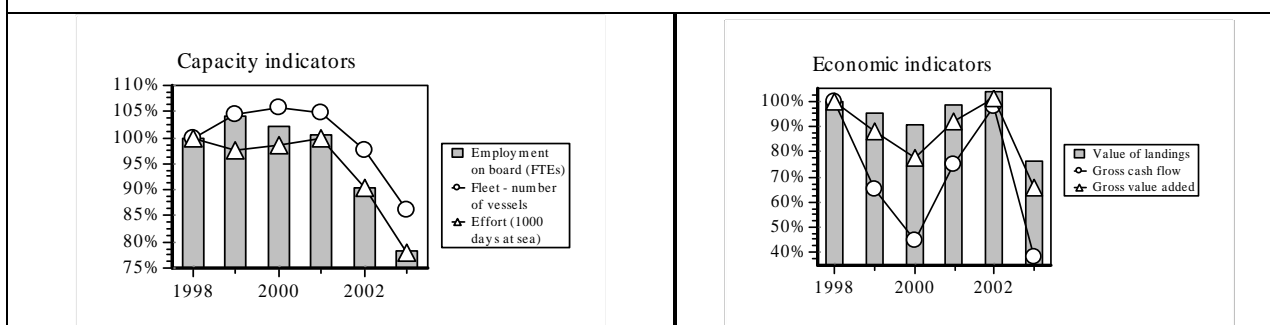 Capacity indicators
110%
105%
100%
95%
90%
85%
80%
75%
1998
2000
2002
Employment
on board (FTEs)
Fleet - number
of vessels
Effort (1000
days at sea)
Economic indicators
100%
90%
80%
70%
60%
50%
40%
1998
2000
2002
Value of landings
Gross cash flow
Gross value added